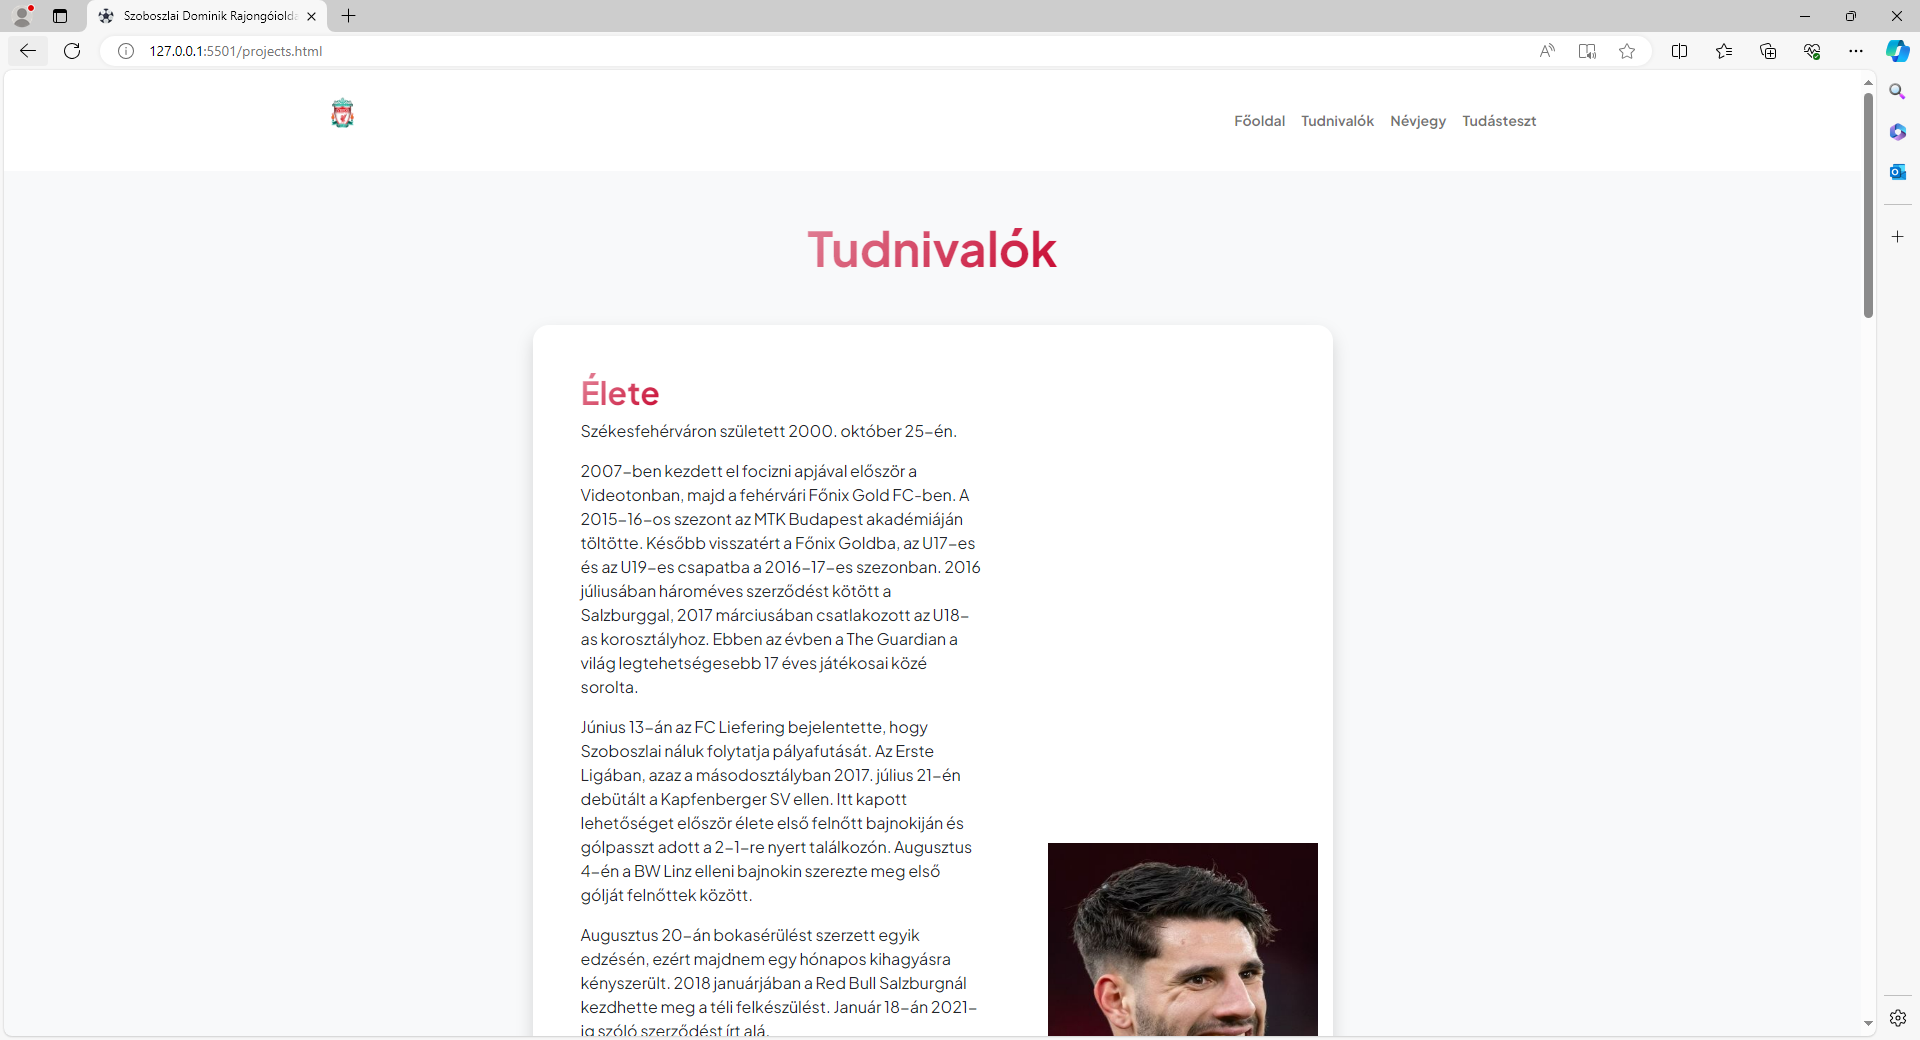 Szoboszlai Dominik Rajongóiolda
127.0.0.1:5501/projects.html
Főoldal Tudnivalók Névjegy Tudásteszt
Tudnivalók
Élete
Székesfehérváron született 2000. október 25-én.
2007-ben kezdett el focizni apjával először a
Videotonban, majd a fehérvári Főnix Gold FC-ben. A
2015-16-os szezont az MTK Budapest akadémiáján
töltötte. Később visszatért a Főnix Goldba, az U17-es
és az U19-es csapatba a 2016-17-es szezonban. 2016
júliusában hároméves szerződést kötött a
Salzburggal, 2017 márciusában csatlakozott az U18-
as korosztályhoz. Ebben az évben a The Guardian a
világ legtehetségesebb 17 éves játékosai közé
sorolta.
Június 13-án az FC Liefering bejelentette, hogy
Szoboszlai náluk folytatja pályafutását. Az Erste
Ligában, azaz a másodosztályban 2017. július 21-én
debütált a Kapfenberger SV ellen. Itt kapott
lehetőséget először élete első felnőtt bajnokiján és
gólpasszt adott a 2-1-re nyert találkozón. Augusztus
4-én a BW Linz elleni bajnokin szerezte meg első
gólját felnőttek között.
Augusztus 20-án bokasérülést szerzett egyik
edzésén, ezért majdnem egy hónapos kihagyásra
kényszerült. 2018 januárjában a Red Bull Salzburgnál
kezdhette meg a téli felkészülést. Január 18-án 2021-
ig szóló szerződést írt alá.